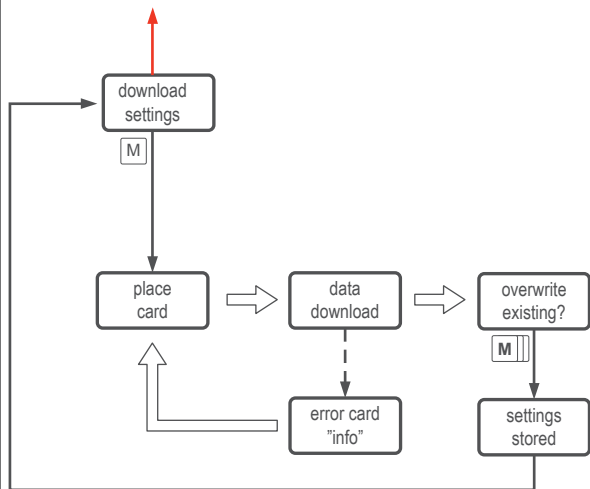 download
settings
M
place
card
data
download
overwrite
existing?
M
error card
”info”
settings
stored